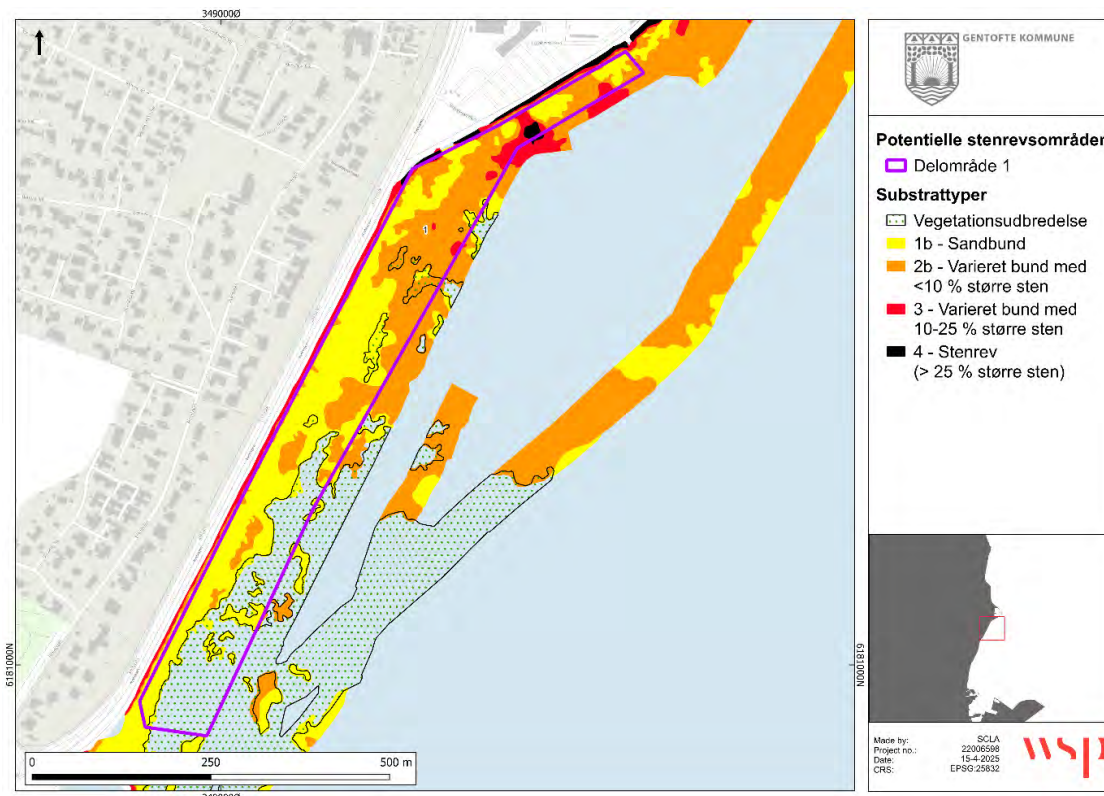 349000Ø
GENTOFTE KOMMUNE
Potentielle stenrevsområder
Delområde 1
Substrattyper
Vegetationsudbredelse
1b - Sandbund
2b - Varieret bund med
<10 % større sten
3 - Varieret bund med
10-25 % større sten
4 - Stenrev
(> 25 % større sten)
1
6181000N
6181000N
0
250
500 m
Made by: SCLA
Project no.: 22006598
Date: 15-4-2025
CRS: EPSG:25832
wsp
349000Ø